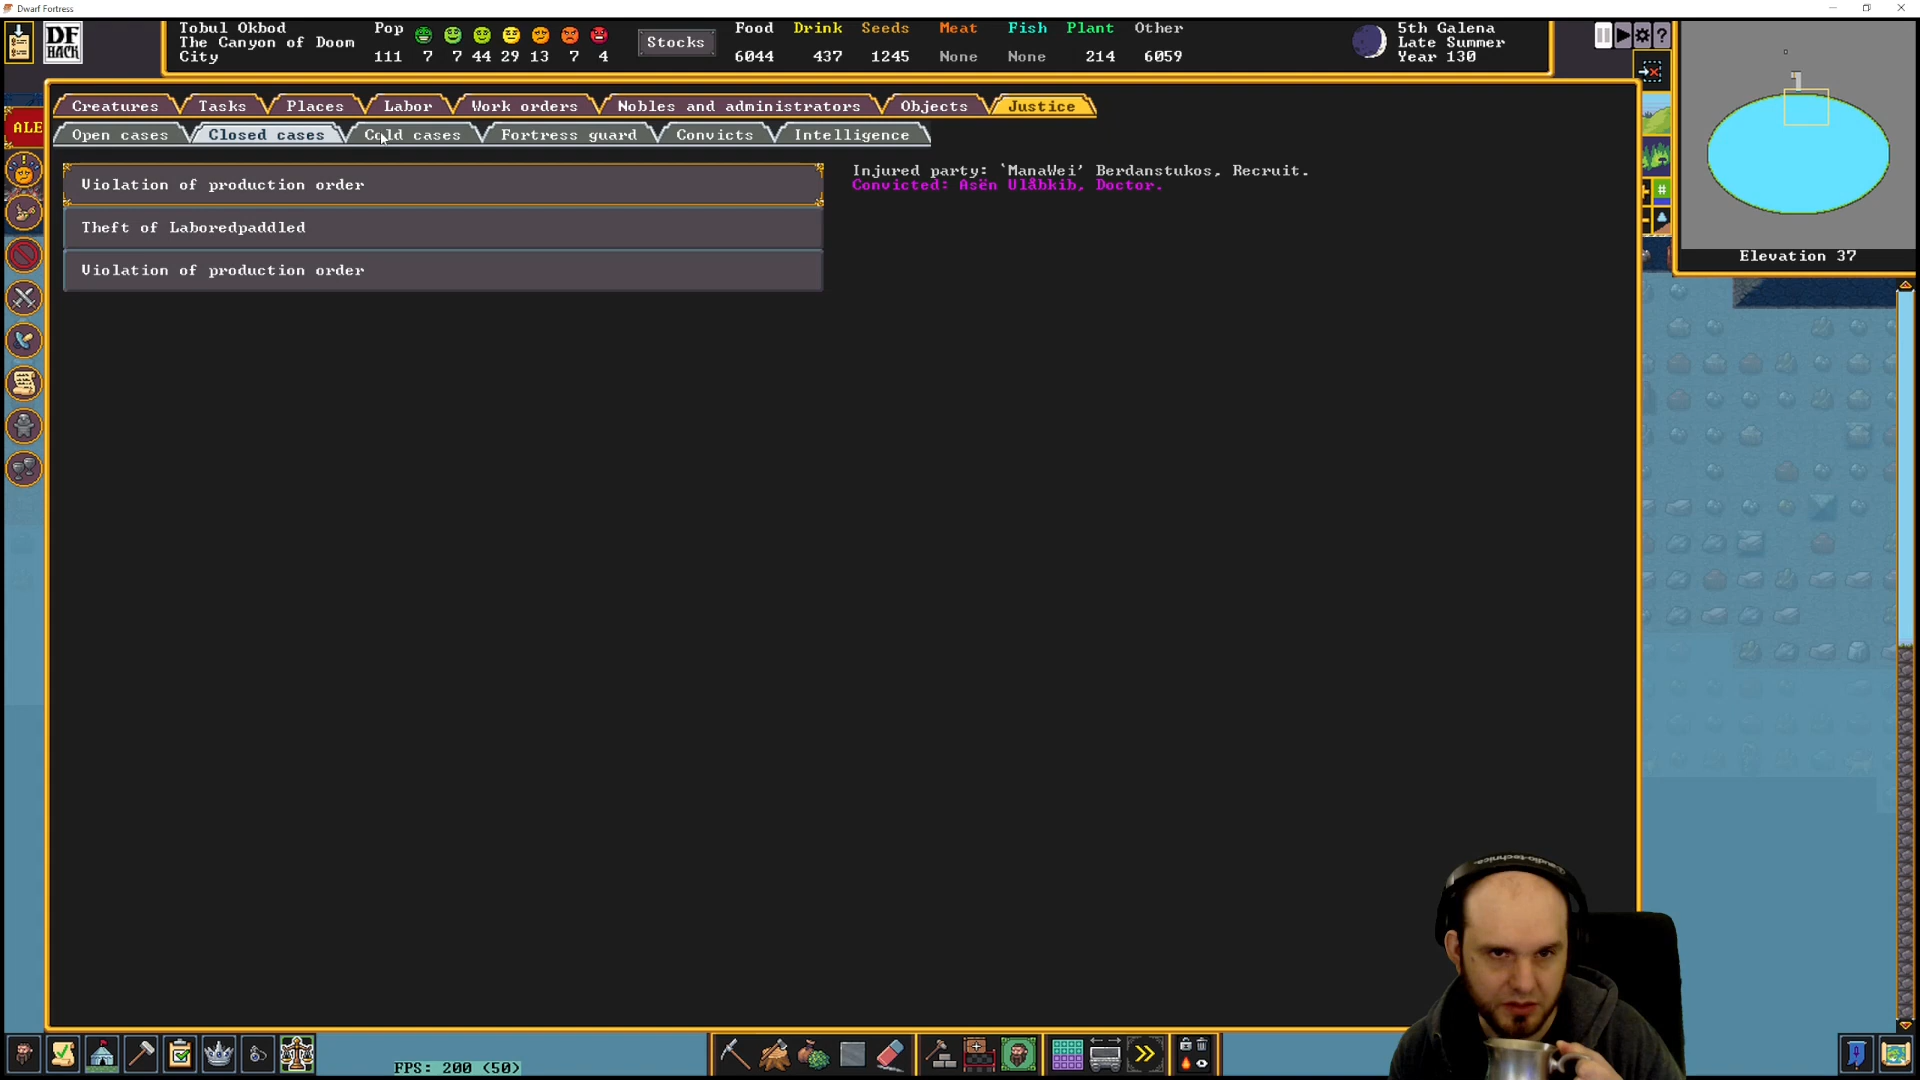 Dwarf Fortress
DF
HACK
Tobul Okbod
The Canyon of Doom
City
Pop
111 7 7 44 29 13 7 4
Stocks
Food Drink Seeds Meat Fish Plant Other
6044 437 1245 None None 214 6059
5th Galena
Late Summer
Year 130
Creatures Tasks Places Labor Work orders Nobles and administrators Objects Justice
ALE
Open cases Closed cases Cold cases Fortress guard Convicts Intelligence
Violation of production order
Theft of Laboredpaddled
Violation of production order
Injured party: `ManaWei' Berdanstukos, Recruit.
Convicted: Asën Ulåbkib, Doctor.
Elevation 37
FPS: 200 (50)
audio-technica